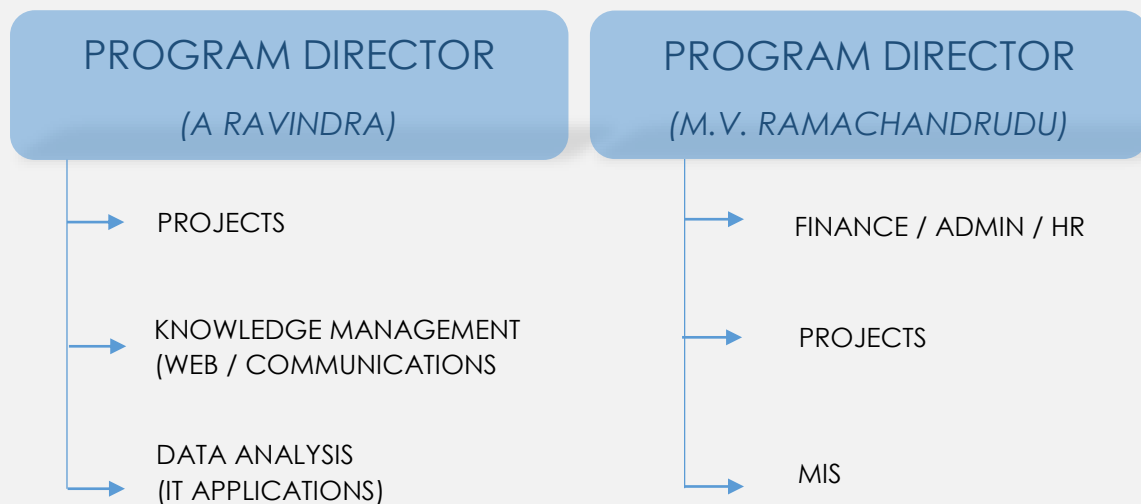 PROGRAM DIRECTOR
(A RAVINDRA)
PROJECTS
KNOWLEDGE MANAGEMENT
(WEB / COMMUNICATIONS
DATA ANALYSIS
(IT APPLICATIONS)
PROGRAM DIRECTOR
(M.V. RAMACHANDRUDU)
FINANCE / ADMIN / HR
PROJECTS
MIS